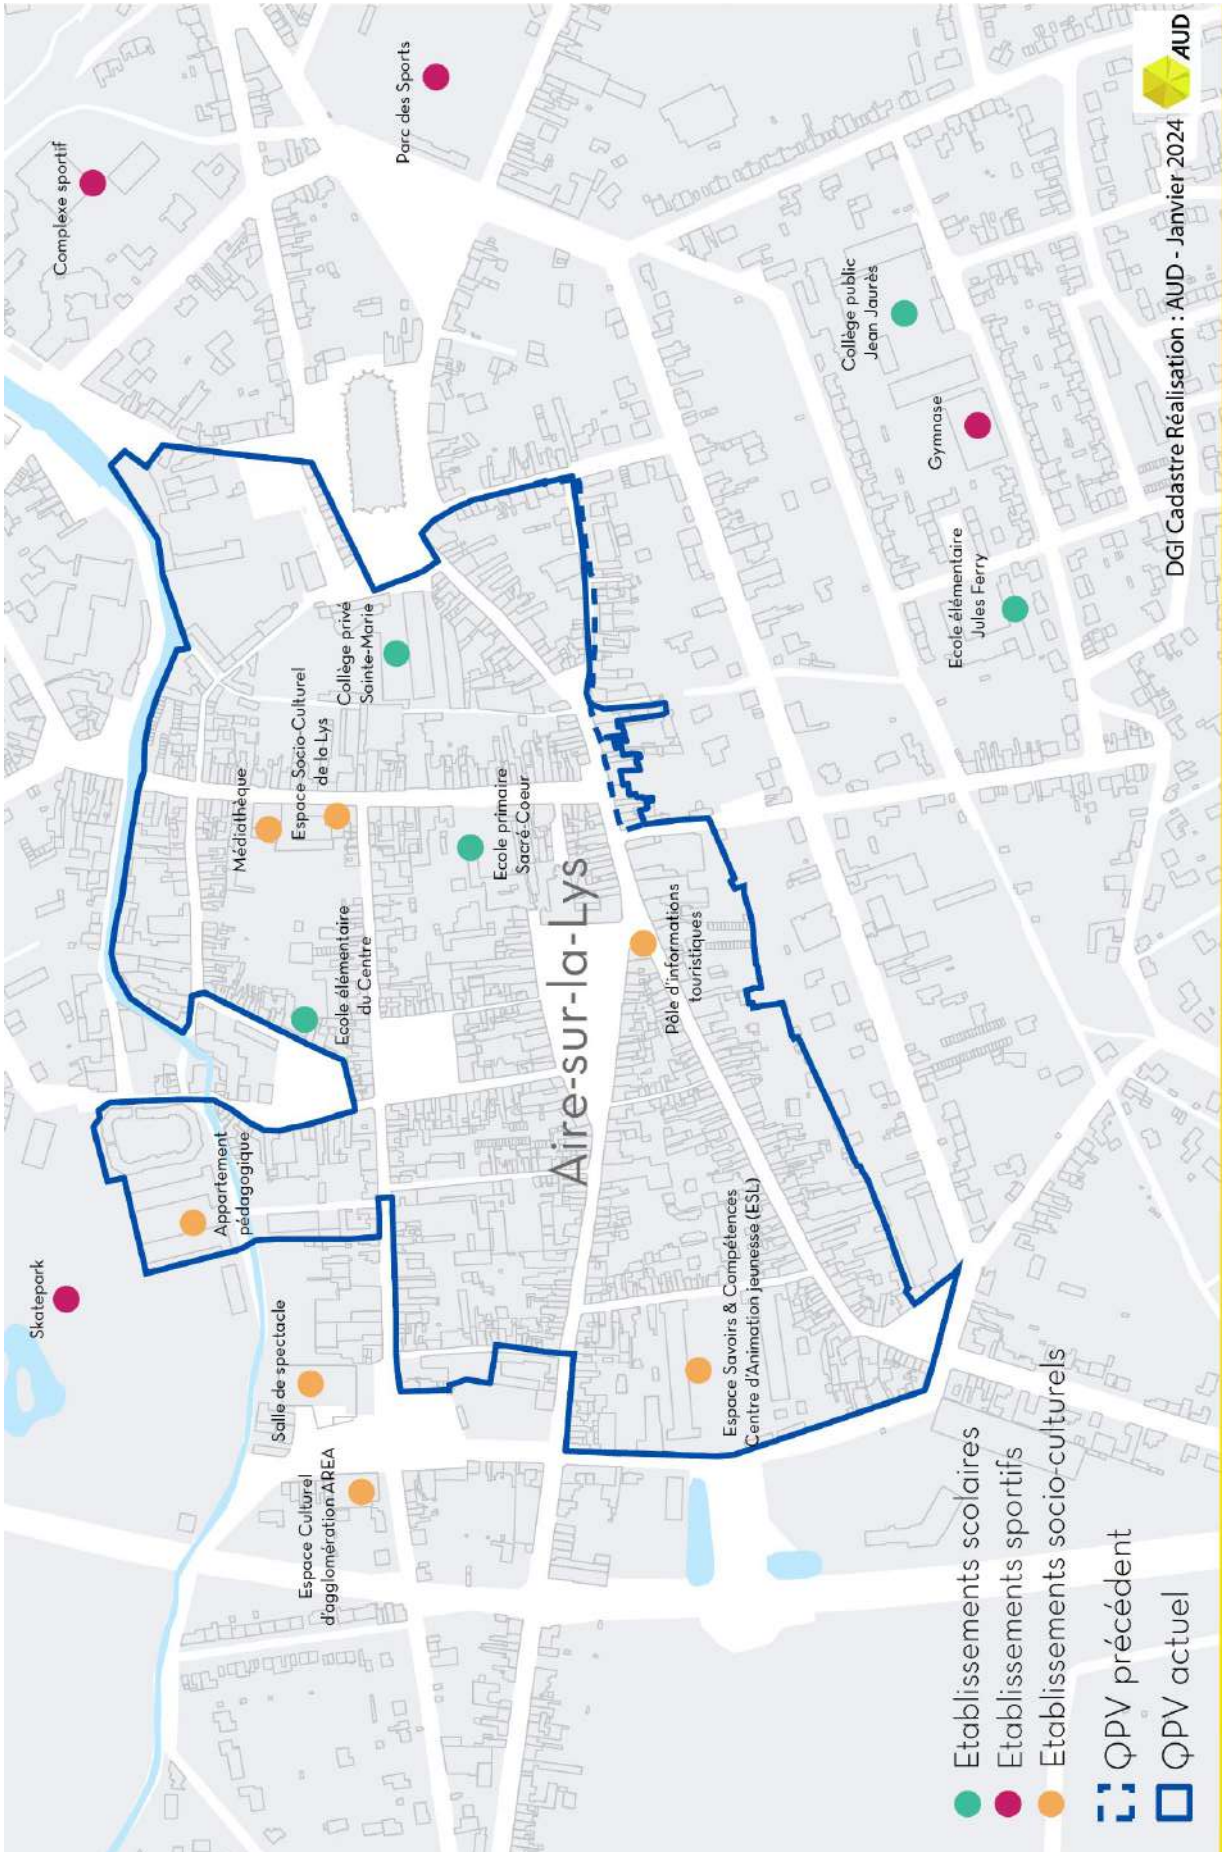 Skatepark
Complexe sportif
Parc des Sports
Appartement
pédagogique
Salle de spectacle
Espace Culturel
d'agglomération AREA
Ecole élémentaire
du Centre
Médiathèque
Espace Socio-Culturel
de la Lys
Collège privé
Sainte-Marie
Ecole primaire
Sacré-Coeur
Aire-sur-la-Lys
Pôle d'informations
touristiques
Espace Savoirs & Compétences
Centre d'Animation jeunesse (ESL)
Collège public
Jean Jaurès
Gymnase
Ecole élémentaire
Jules Ferry
Etablissements scolaires
Etablissements sportifs
Etablissements socio-culturels
QPV précédent
QPV actuel
DGI Cadastre Réalisation : AUD - Janvier 2024
AUD